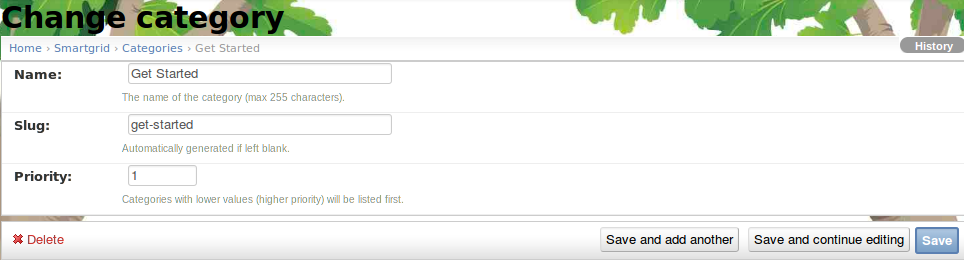 Change category
Home › Smartgrid › Categories › Get Started
History
Name: Get Started
The name of the category (max 255 characters).
Slug: get-started
Automatically generated if left blank.
Priority: 1
Categories with lower values (higher priority) will be listed first.
Delete Save and add another Save and continue editing Save